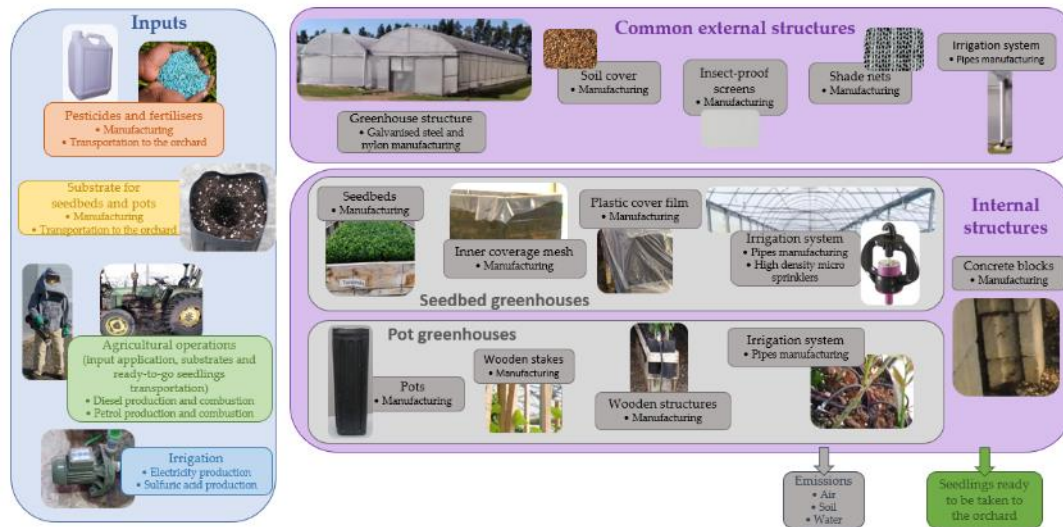 Inputs
Pesticides and fertilisers
• Manufacturing
• Transportation to the orchard
Substrate for
seedbeds and pots
• Manufacturing
• Transportation to the orchard
Agricultural operations
(input application, substrates and
ready-to-go seedlings
transportation)
• Diesel production and combustion
• Petrol production and combustion
Irrigation
• Electricity production
• Sulfuric acid production
Common external structures
Greenhouse structure
• Galvanised steel and
nylon manufacturing
Soil cover
• Manufacturing
Insect-proof
screens
• Manufacturing
Shade nets
• Manufacturing
Irrigation system
• Pipes manufacturing
Internal
structures
Seedbeds
• Manufacturing
Inner coverage mesh
• Manufacturing
Plastic cover film
• Manufacturing
Irrigation system
• Pipes manufacturing
• High density micro
sprinklers
Seedbed greenhouses
Concrete blocks
• Manufacturing
Pot greenhouses
Pots
• Manufacturing
Wooden stakes
• Manufacturing
Wooden structures
• Manufacturing
Irrigation system
• Pipes manufacturing
Emissions
• Air
• Soil
• Water
Seedlings ready
to be taken to
the orchard